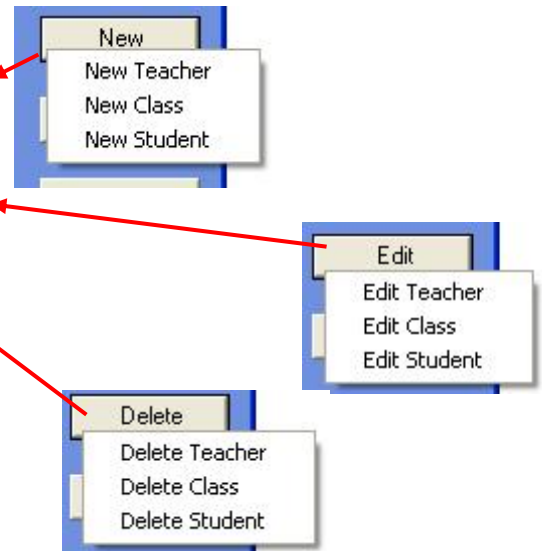 New
New Teacher
New Class
New Student
Edit
Edit Teacher
Edit Class
Edit Student
Delete
Delete Teacher
Delete Class
Delete Student